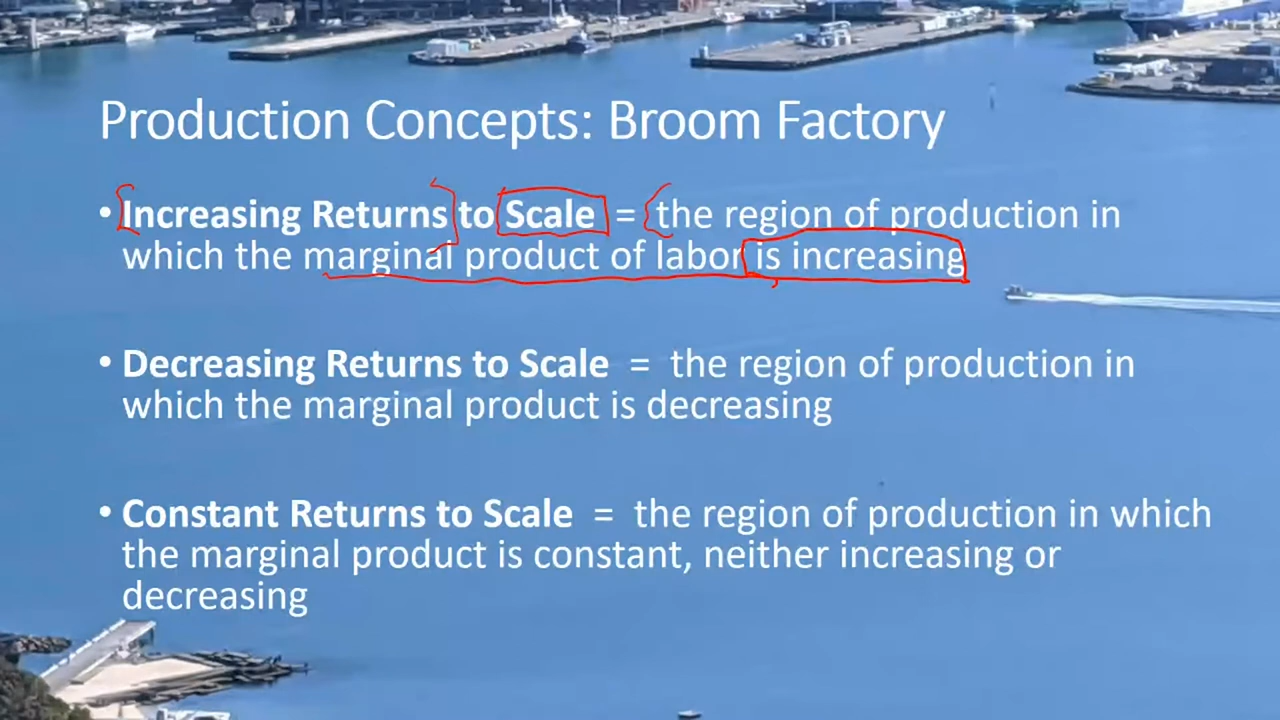 Production Concepts: Broom Factory
• Increasing Returns to Scale = the region of production in
which the marginal product of labor is increasing
• Decreasing Returns to Scale = the region of production in
which the marginal product is decreasing
• Constant Returns to Scale = the region of production in which
the marginal product is constant, neither increasing or
decreasing